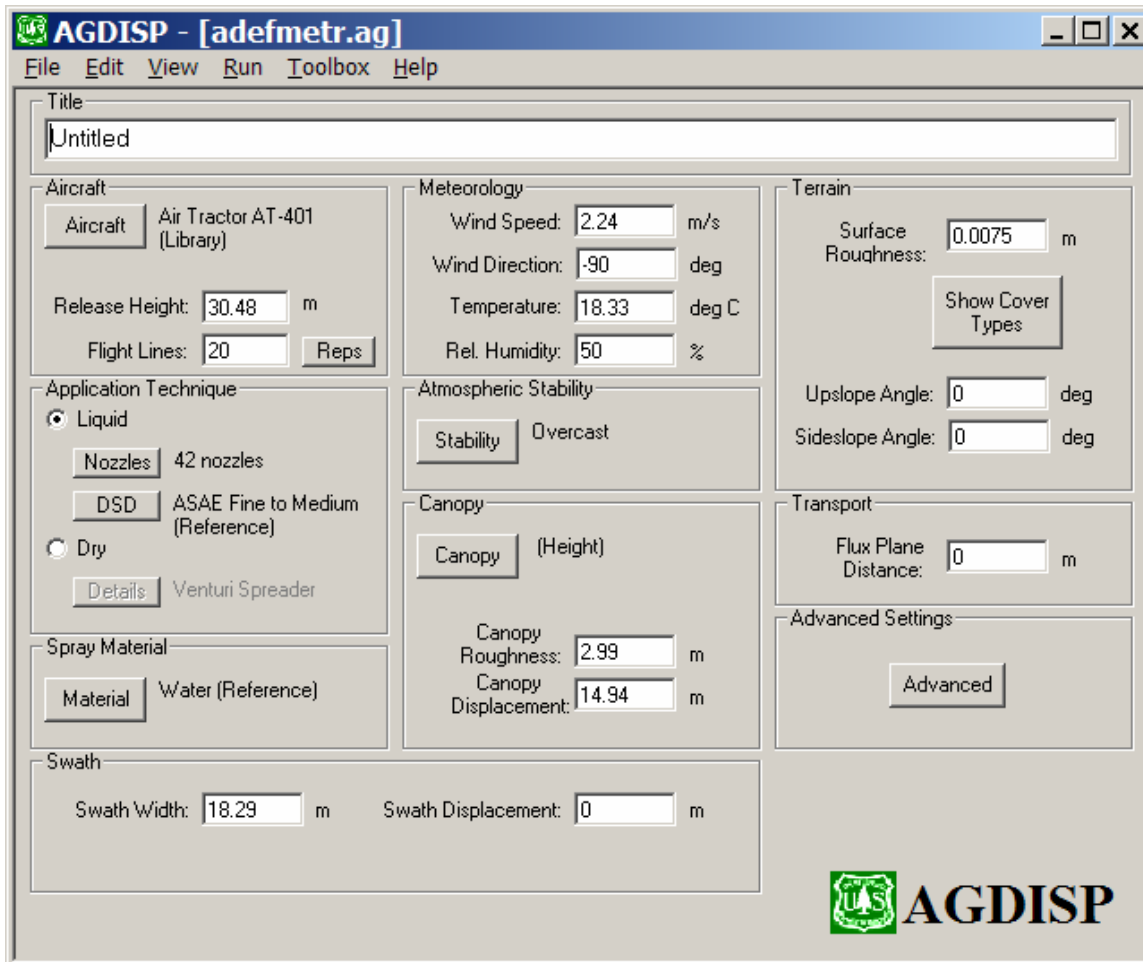 AGDISP - [adefmetr.ag]
File Edit View Run Toolbox Help
Title
Untitled
Aircraft
Aircraft
Air Tractor AT-401
(Library)
Release Height: 30.48 m
Flight Lines: 20 Reps
Meteorology
Wind Speed: 2.24 m/s
Wind Direction: -90 deg
Temperature: 18.33 deg C
Rel. Humidity: 50 %
Terrain
Surface
Roughness: 0.0075 m
Show Cover
Types
Upslope Angle: 0 deg
Sideslope Angle: 0 deg
Application Technique
Liquid
Nozzles 42 nozzles
DSD ASAE Fine to Medium
(Reference)
Dry
Details Venturi Spreader
Atmospheric Stability
Stability Overcast
Canopy
Canopy (Height)
Canopy
Roughness: 2.99 m
Canopy
Displacement: 14.94 m
Transport
Flux Plane
Distance: 0 m
Advanced Settings
Advanced
Spray Material
Material Water (Reference)
Swath
Swath Width: 18.29 m Swath Displacement: 0 m
US
AGDISP